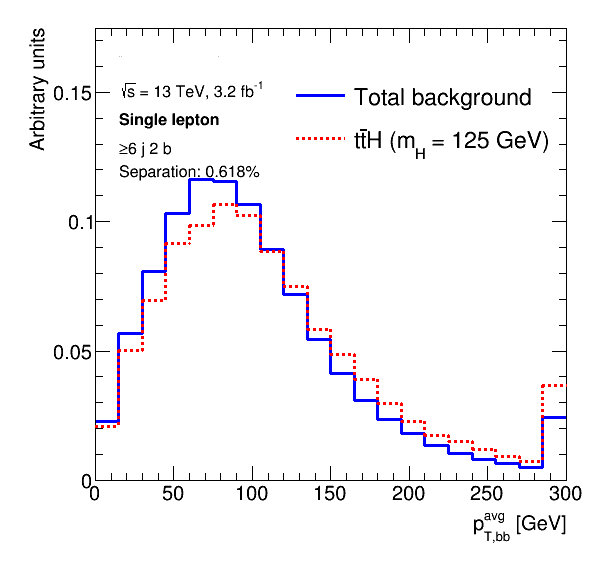 Arbitrary units
0.15
0.1
0.05
0
√s = 13 TeV, 3.2 fb⁻¹
Single lepton
≥6 j 2 b
Separation: 0.618%
Total background
tt̄H (m_H = 125 GeV)
0 50 100 150 200 250 300
p_T,bb^avg [GeV]